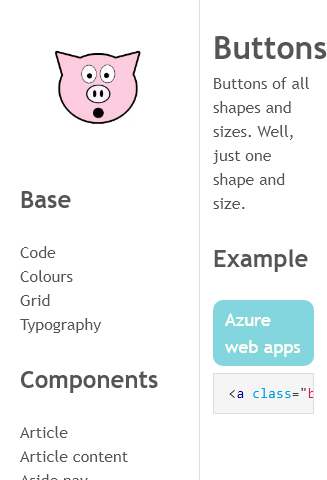 Base
Code
Colours
Grid
Typography
Components
Article
Article content
Aside nav
Buttons
Buttons of all
shapes and
sizes. Well,
just one
shape and
size.
Example
Azure
web apps
<a class="b